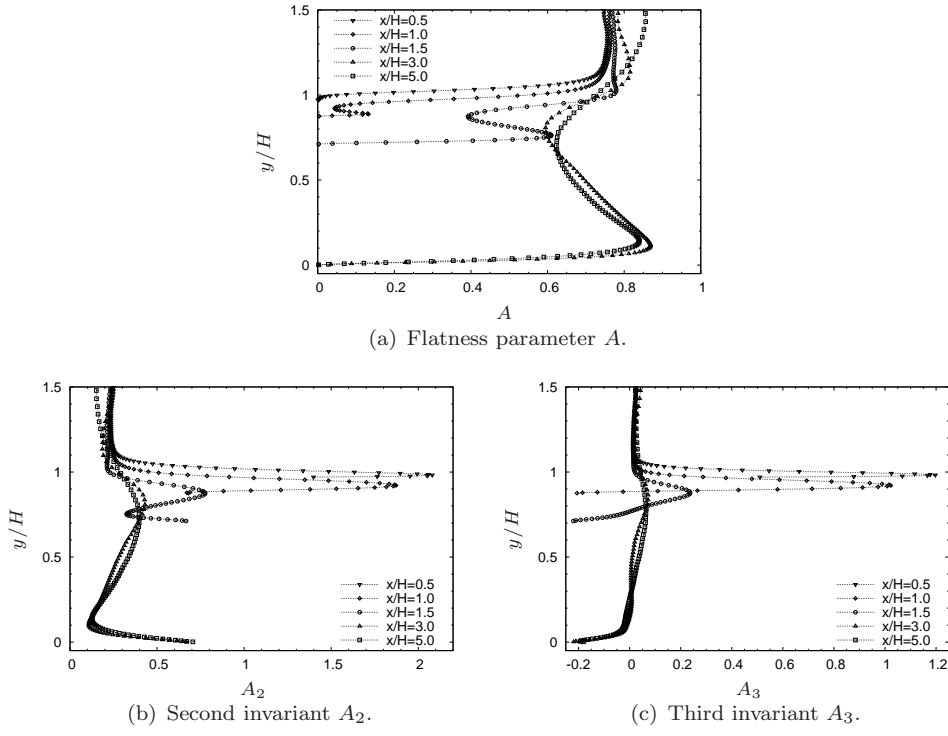 1.5
1
0.5
0
y/H
x/H=0.5
x/H=1.0
x/H=1.5
x/H=3.0
x/H=5.0
0 0.2 0.4 0.6 0.8 1
A
(a) Flatness parameter A.
1.5
1
0.5
0
y/H
x/H=0.5
x/H=1.0
x/H=1.5
x/H=3.0
x/H=5.0
0 0.5 1 1.5 2
A₂
(b) Second invariant A₂.
1.5
1
0.5
0
y/H
x/H=0.5
x/H=1.0
x/H=1.5
x/H=3.0
x/H=5.0
-0.2 0 0.2 0.4 0.6 0.8 1 1.2
A₃
(c) Third invariant A₃.